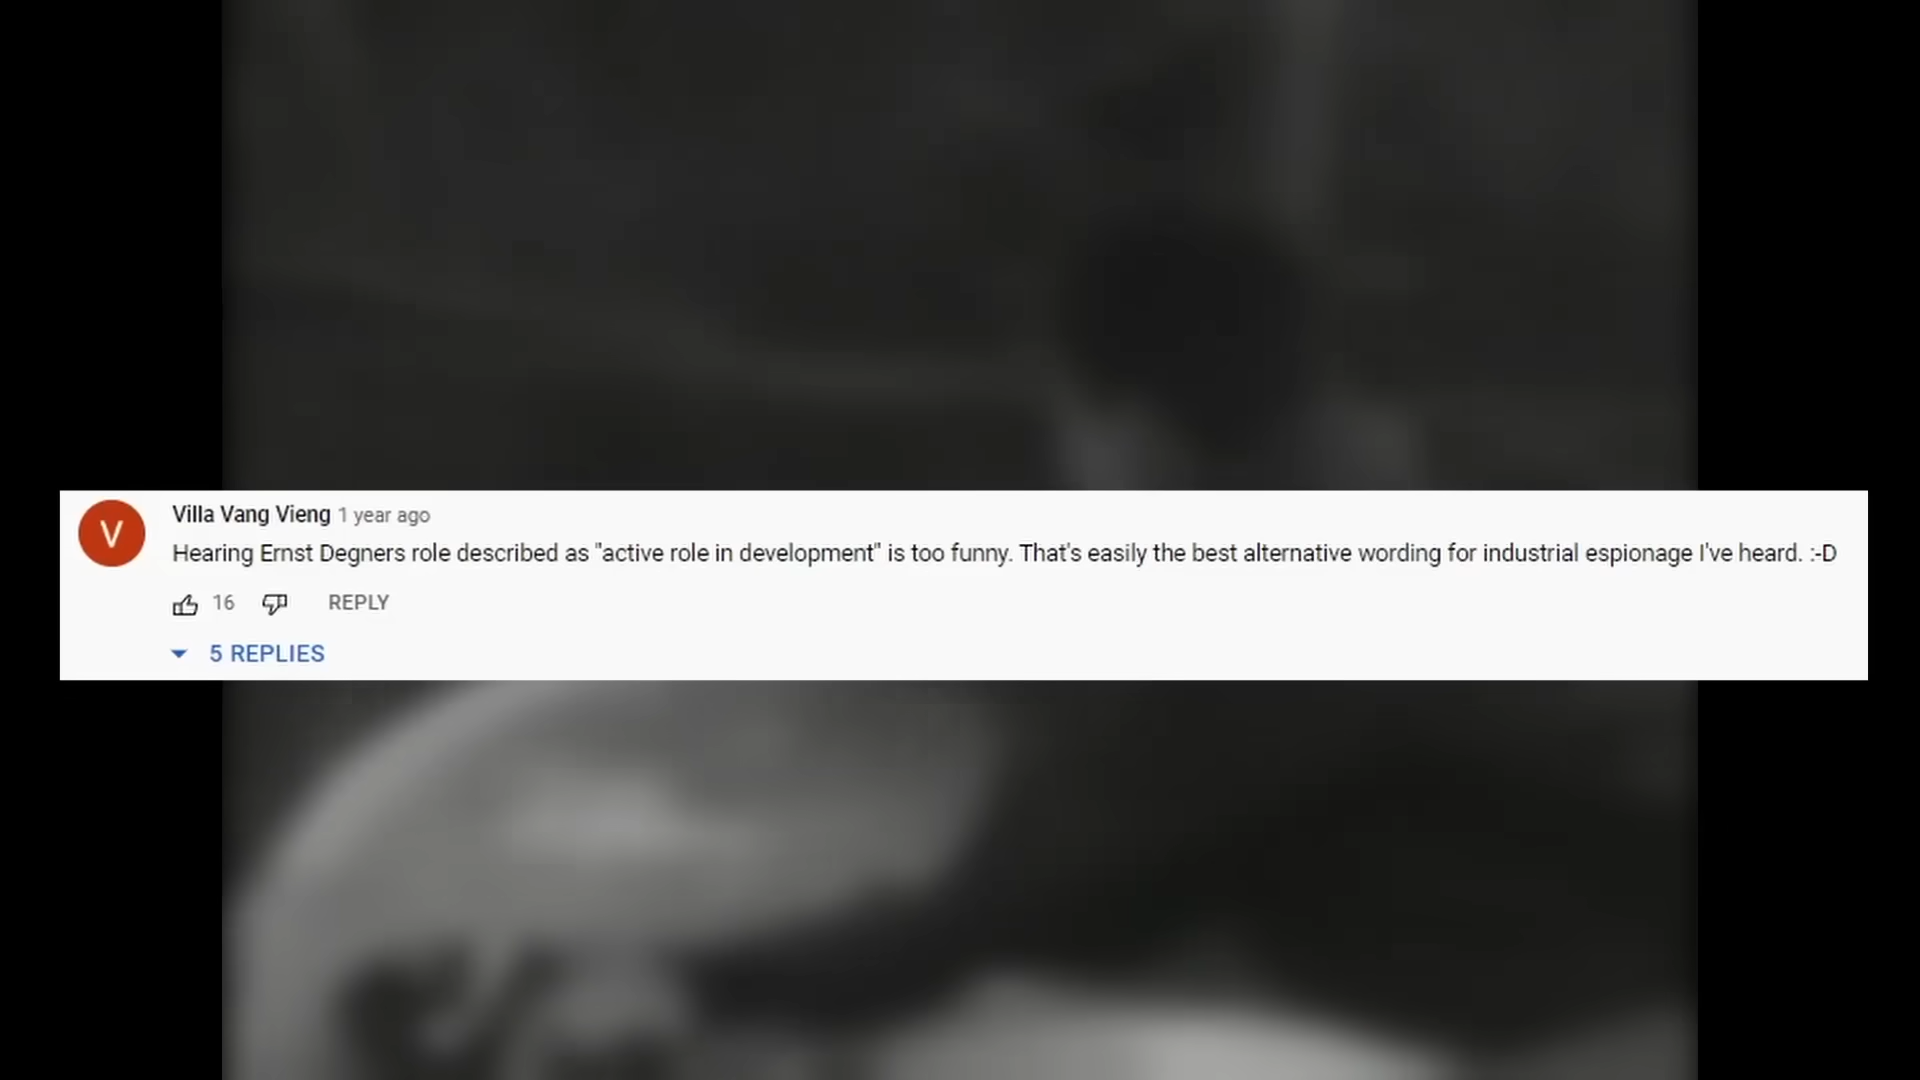 V
Villa Vang Vieng 1 year ago
Hearing Ernst Degners role described as "active role in development" is too funny. That's easily the best alternative wording for industrial espionage I've heard. :-D
16 REPLY
5 REPLIES